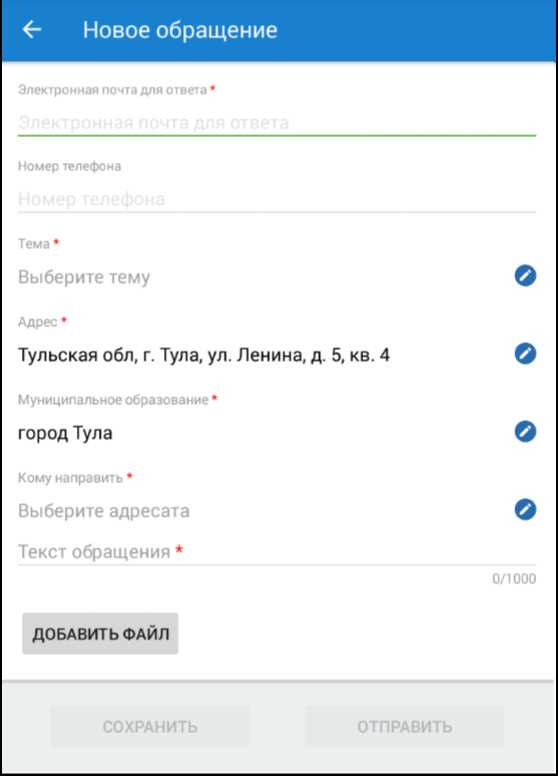 Новое обращение
Электронная почта для ответа *
Электронная почта для ответа
Номер телефона
Номер телефона
Тема *
Выберите тему
Адрес *
Тульская обл, г. Тула, ул. Ленина, д. 5, кв. 4
Муниципальное образование *
город Тула
Кому направить *
Выберите адресата
Текст обращения *
0/1000
ДОБАВИТЬ ФАЙЛ
СОХРАНИТЬ ОТПРАВИТЬ